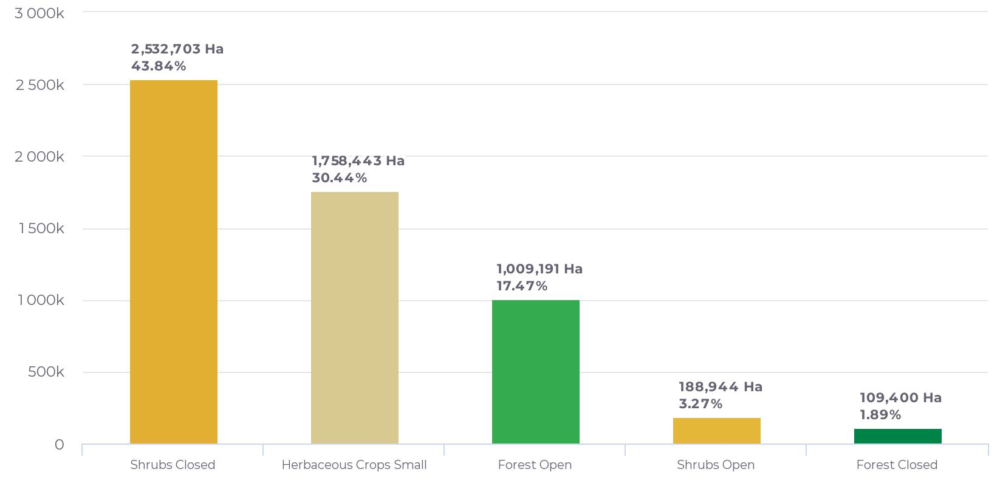 3 000k
2,532,703 Ha
43.84%
2 500k
2 000k
1,758,443 Ha
30.44%
1 500k
1,009,191 Ha
17.47%
1 000k
500k
188,944 Ha
3.27%
109,400 Ha
1.89%
0
Shrubs Closed
Herbaceous Crops Small
Forest Open
Shrubs Open
Forest Closed